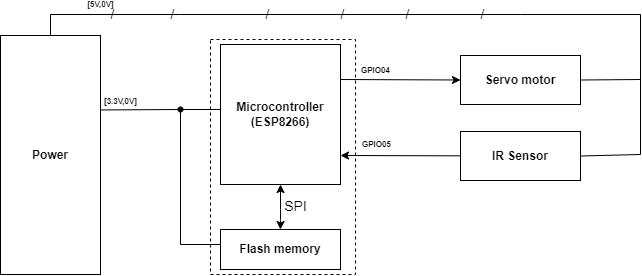 [5V,0V]
GPIO04
Servo motor
[3.3V,0V]
Microcontroller
(ESP8266)
Power
GPIO05
IR Sensor
SPI
Flash memory